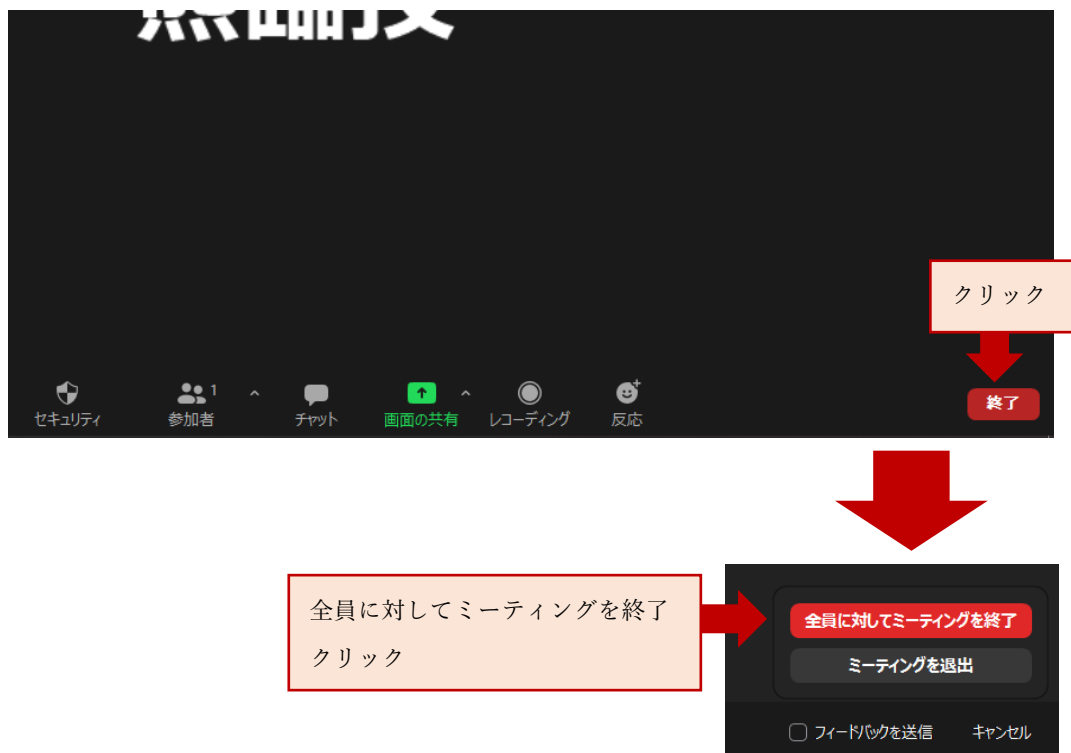 クリック
セキュリティ
1
参加者
チャット
画面の共有
レコーディング
反応
終了
全員に対してミーティングを終了
クリック
全員に対してミーティングを終了
ミーティングを退出
フィードバックを送信 キャンセル